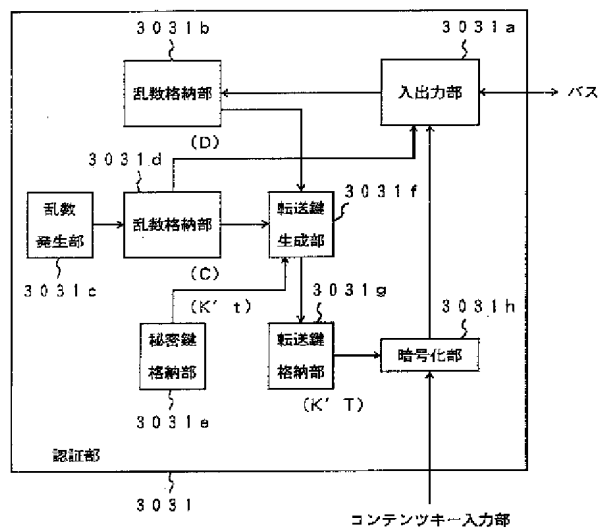 3031b
3031a
乱数格納部
入出力部
バス
(D)
3031d
3031f
乱数
発生部
乱数格納部
転送鍵
生成部
3031c
(C)
(K't)
3031g
3031h
秘密鍵
格納部
転送鍵
格納部
暗号化部
(K'T)
3031e
認証部
3031
コンテンツキー入力部